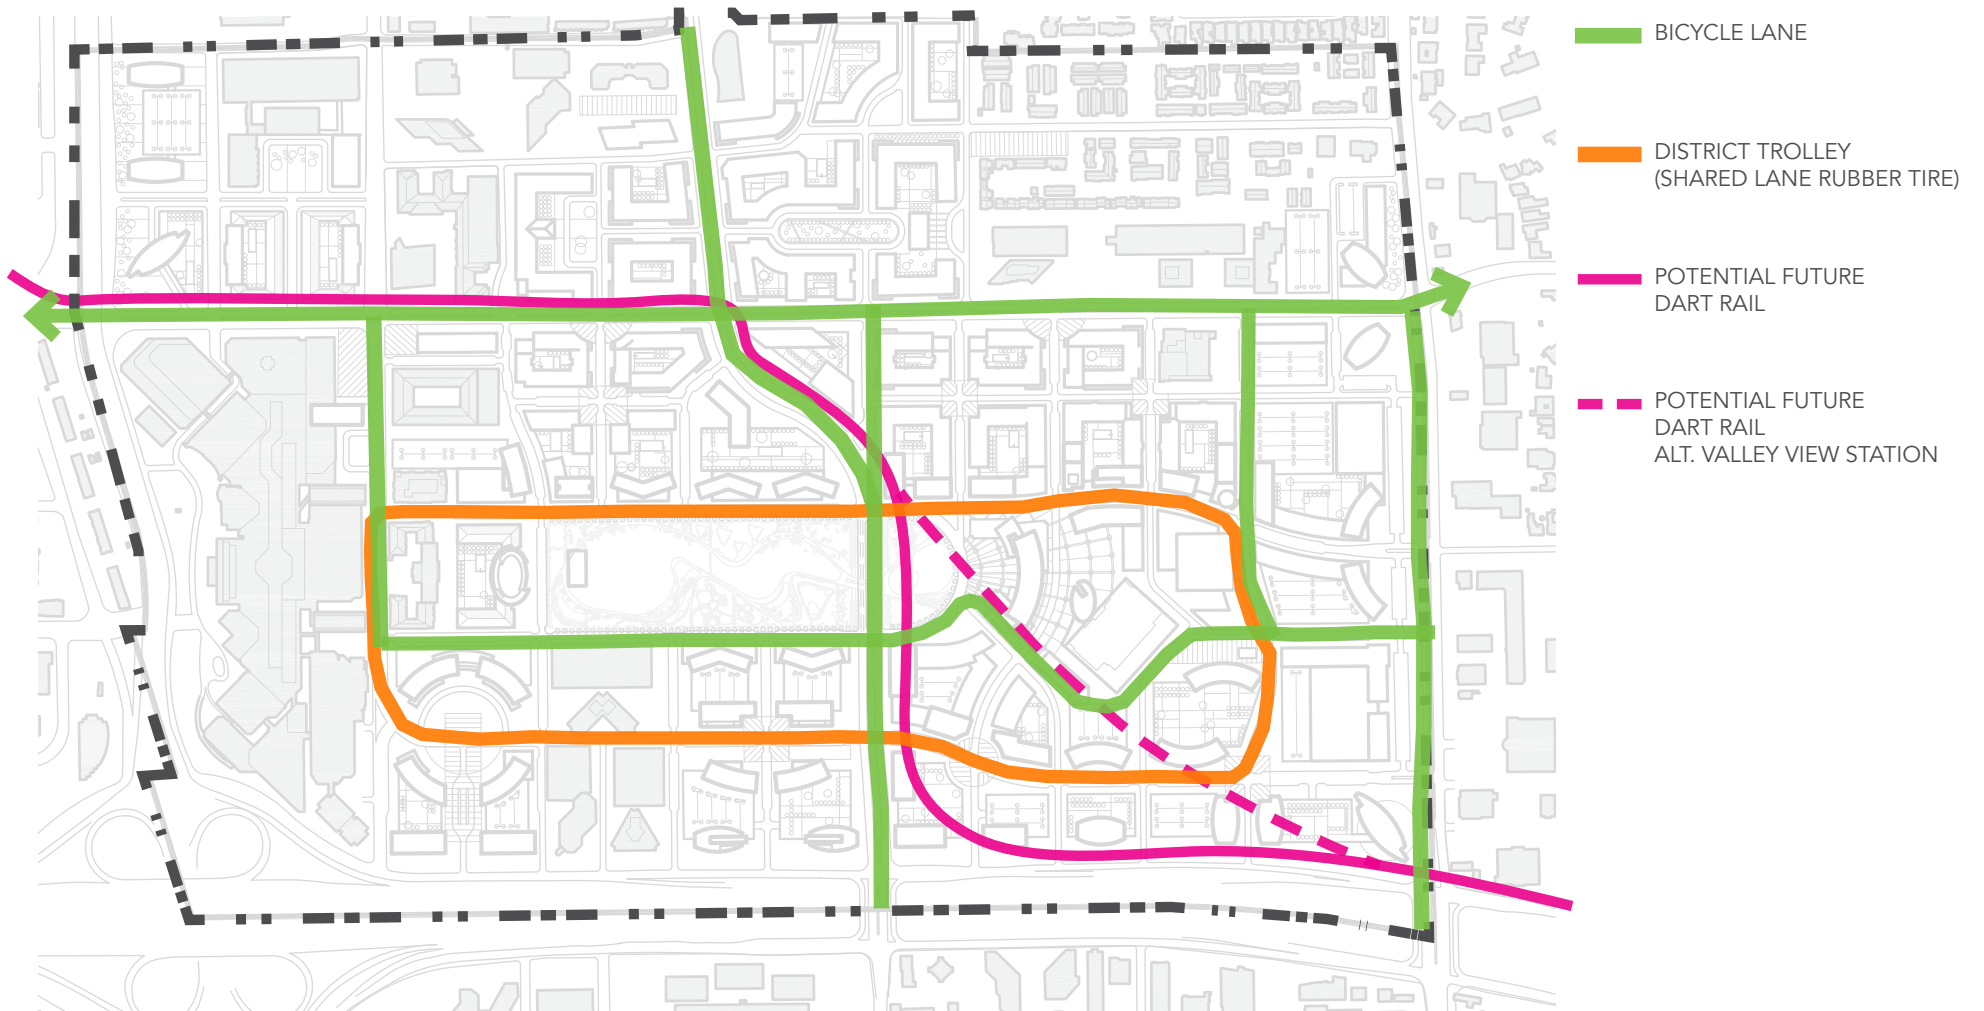 BICYCLE LANE
DISTRICT TROLLEY
(SHARED LANE RUBBER TIRE)
POTENTIAL FUTURE
DART RAIL
POTENTIAL FUTURE
DART RAIL
ALT. VALLEY VIEW STATION